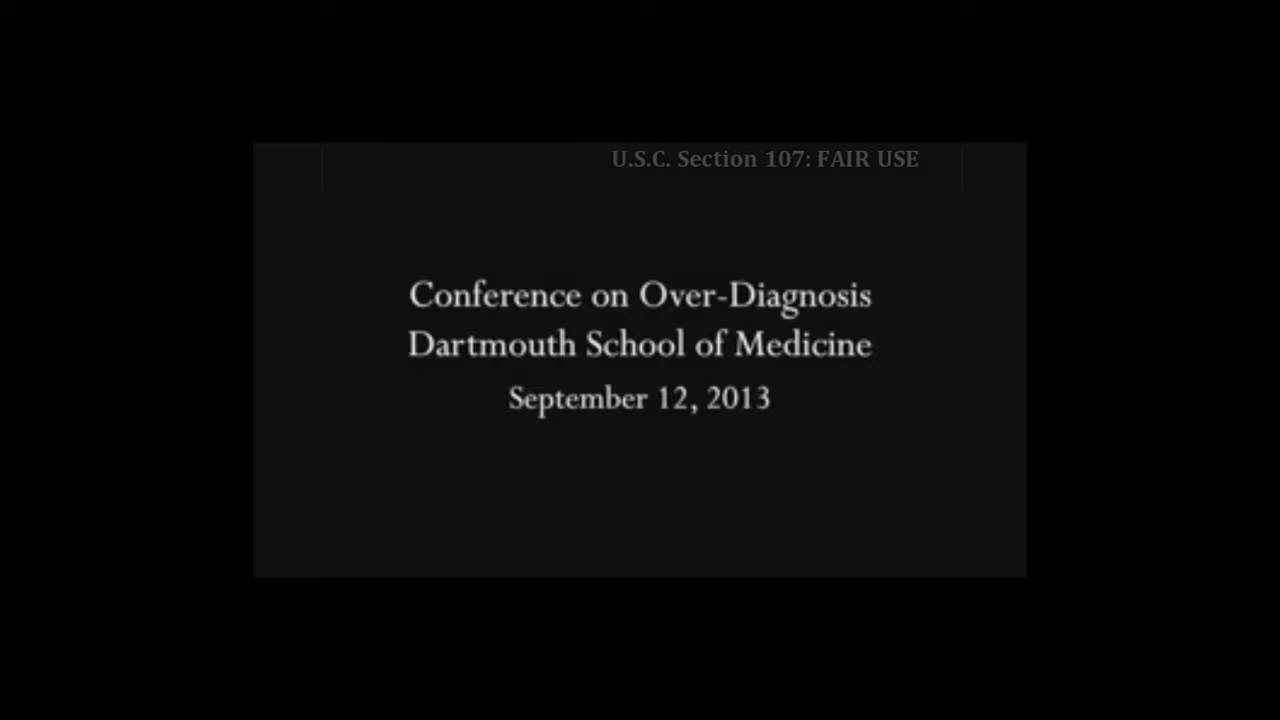 U.S.C. Section 107: FAIR USE
Conference on Over-Diagnosis
Dartmouth School of Medicine
September 12, 2013